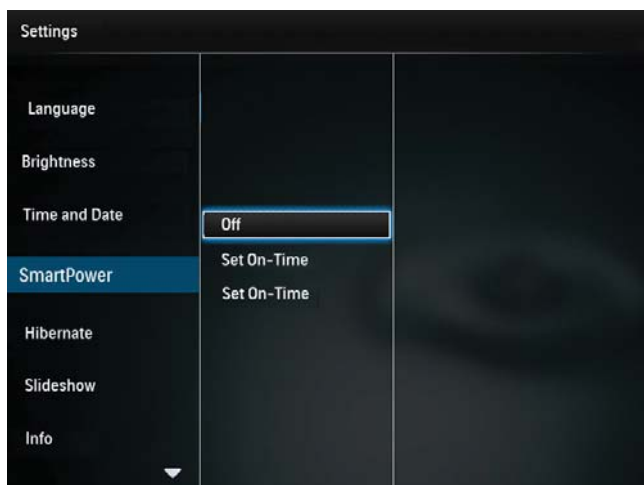 Settings
Language
Brightness
Time and Date
SmartPower
Hibernate
Slideshow
Info
Off
Set On-Time
Set On-Time